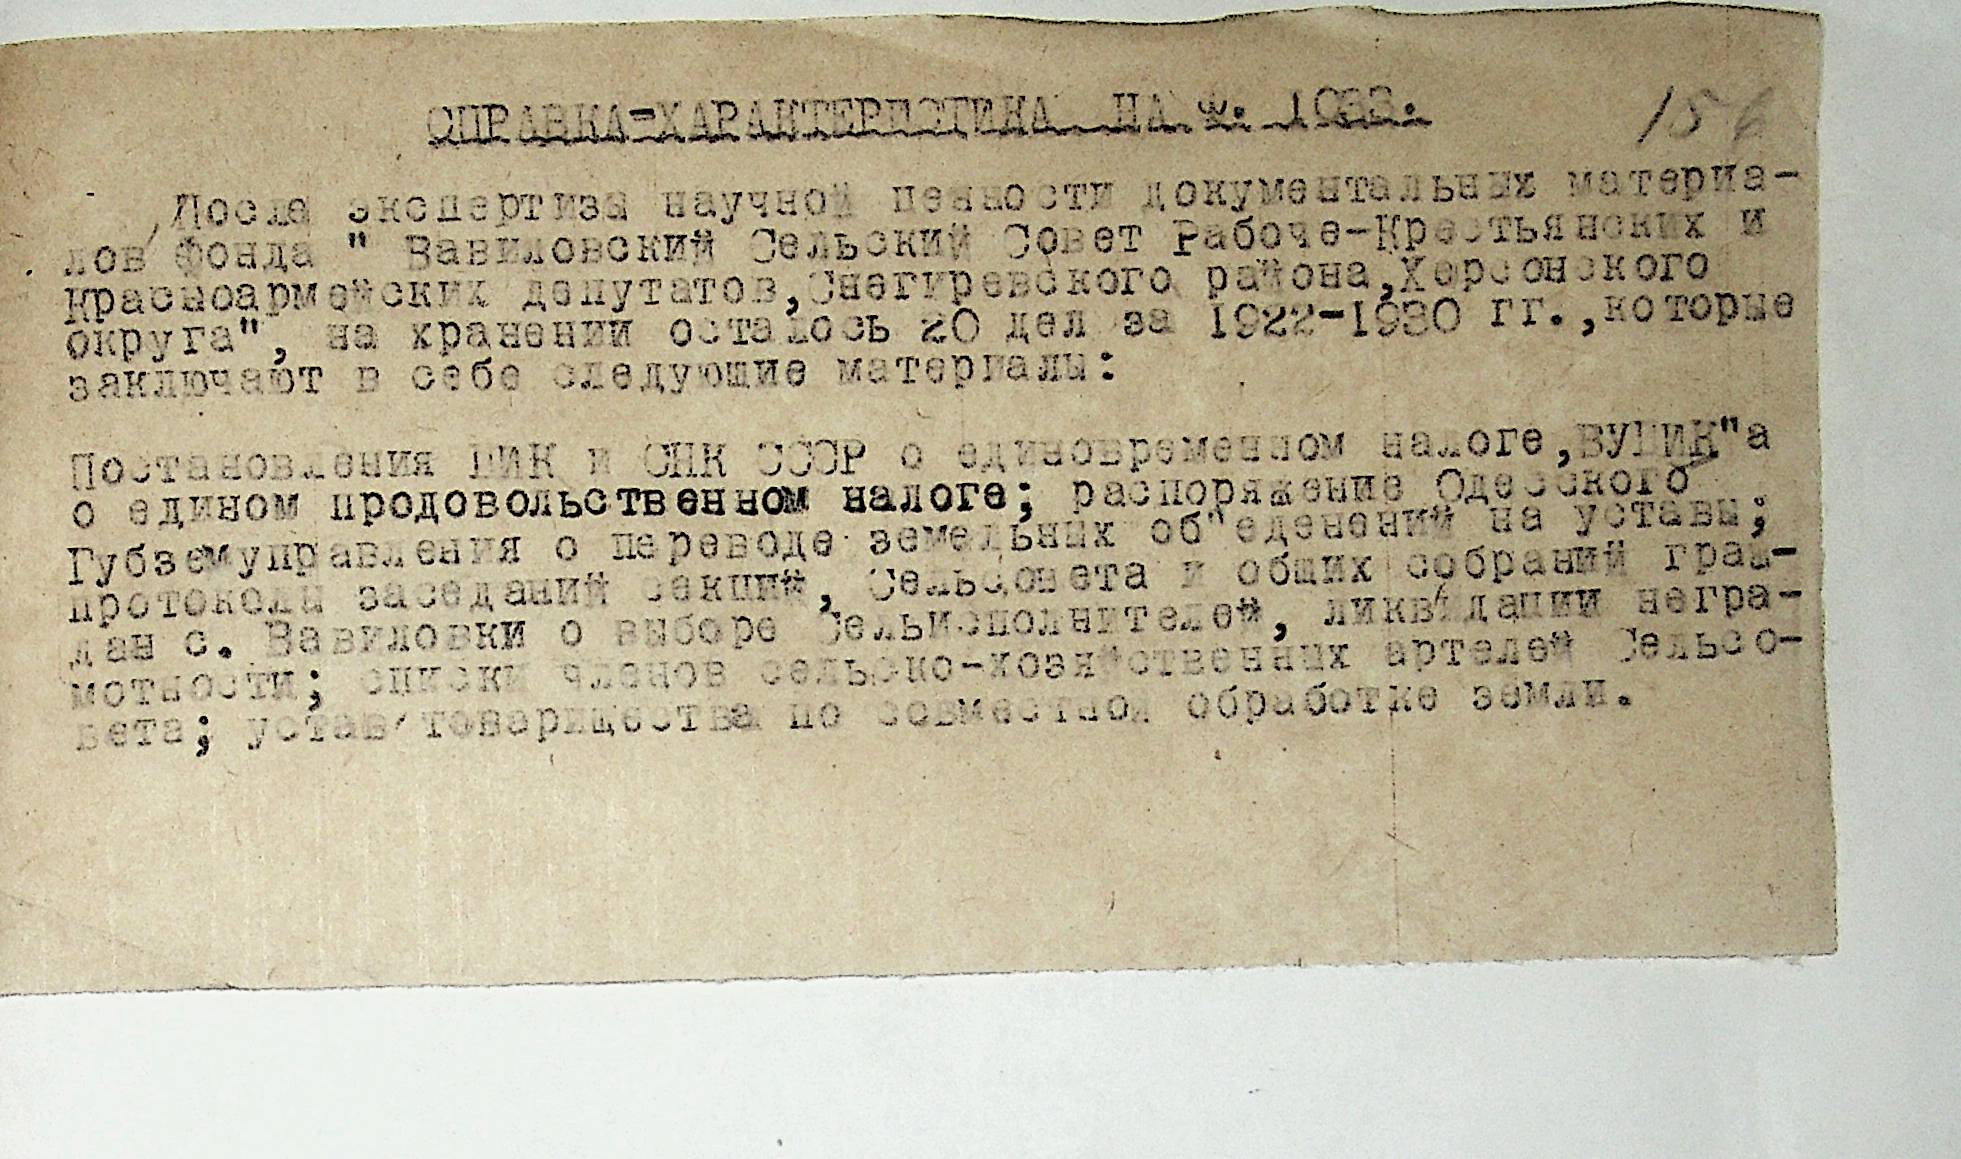 СПРАВКА-ХАРАКТЕРИСТИКА НА Ф.
156
После экспертизы научной ценности документальных материа-
лов фонда " Вавиловский Сельский Совет Рабоче-Крестьянских и
Красноармейских депутатов,Снегиревского района,Херсонского
округа", на хранении осталось 20 дел за 1922-1930 гг.,которые
заключают в себе следующие материалы:
Постановления ЦИК и СНК СССР о единовременном налоге,ВУЦИК"а
о едином продовольственном налоге; распоряжение Одесского
Губземуправления о переводе земельных об"еденений на уставы;
протоколы заседаний секций, Сельсовета и общих собраний граж-
дан с. Вавиловки о выборе Сельисполнителей, ликвидации негра-
мотности; списки членов сельско-хозяйственных артелей Сельсо-
вета; устав товарищества по совместной обработке земли.